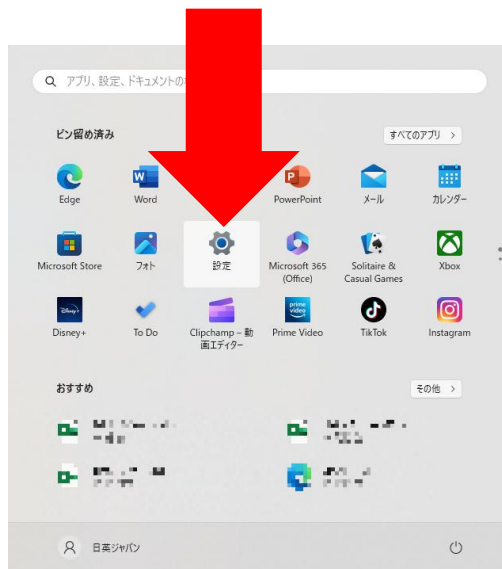 アプリ、設定、ドキュメントの
ピン留め済み
すべてのアプリ >
Edge
Word
PowerPoint
メール
カレンダー
Microsoft Store
フォト
設定
Microsoft 365
(Office)
Solitaire &
Casual Games
Xbox
Disney+
To Do
Clipchamp – 動
画エディター
prime
video
Prime Video
TikTok
Instagram
おすすめ
その他 >
日英ジャパン